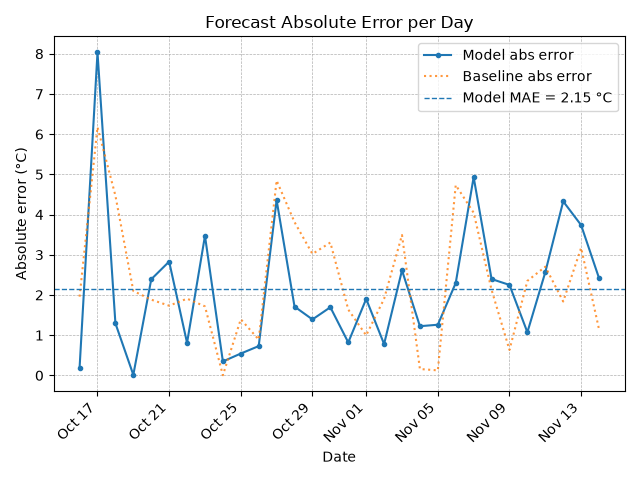 Forecast Absolute Error per Day
Model abs error
Baseline abs error
Model MAE = 2.15 °C
Absolute error (°C)
8
7
6
5
4
3
2
1
0
Oct 17
Oct 21
Oct 25
Oct 29
Nov 01
Nov 05
Nov 09
Nov 13
Date